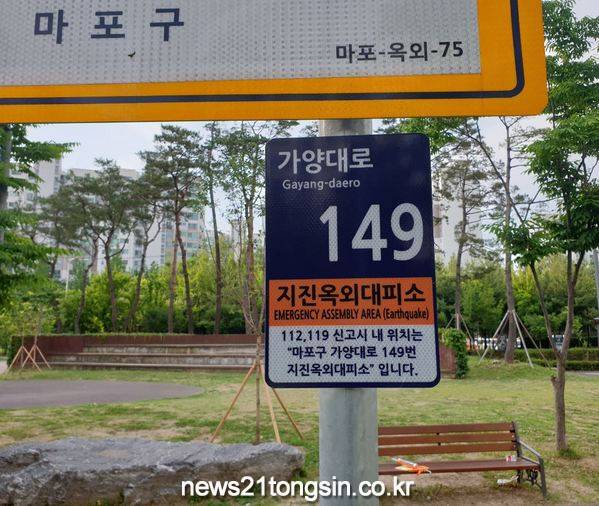 마포구
마포-옥외-75
가양대로
Gayang-daero
149
지진옥외대피소
EMERGENCY ASSEMBLY AREA (Earthquake)
112,119 신고시 내 위치는
"마포구 가양대로 149번
지진옥외대피소" 입니다.
news21tongsin.co.kr